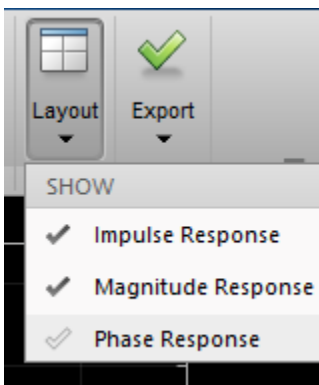 Layout Export
SHOW
Impulse Response
Magnitude Response
Phase Response